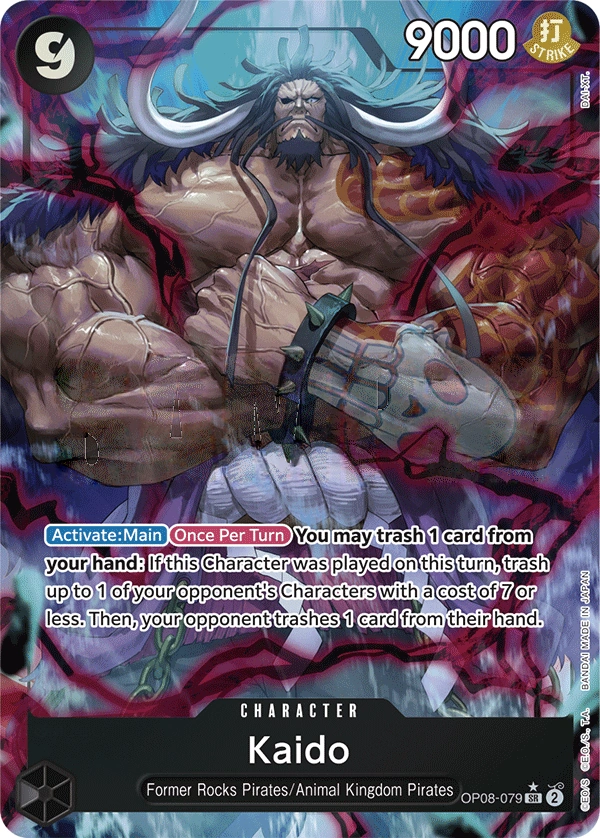 9
9000
打
STRIKE
DAI-XT.
Activate:Main Once Per Turn You may trash 1 card from
your hand: If this Character was played on this turn, trash
up to 1 of your opponent's Characters with a cost of 7 or
less. Then, your opponent trashes 1 card from their hand.
CHARACTER
Kaido
Former Rocks Pirates/Animal Kingdom Pirates
OP08-079 ★ SR 2
©EO/S ©E.O./S., T.A. BANDAI MADE IN JAPAN